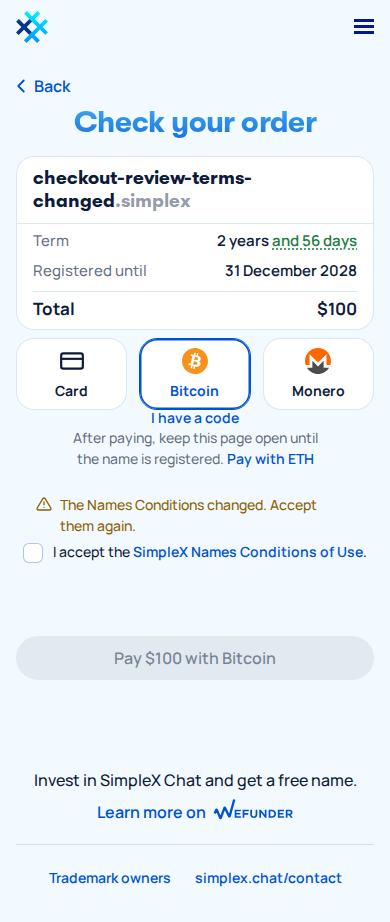 Back
Check your order
checkout-review-terms-
changed.simplex
Term 2 years and 56 days
Registered until 31 December 2028
Total $100
Card Bitcoin Monero
I have a code
After paying, keep this page open until
the name is registered. Pay with ETH
The Names Conditions changed. Accept
them again.
I accept the SimpleX Names Conditions of Use.
Pay $100 with Bitcoin
Invest in SimpleX Chat and get a free name.
Learn more on WEFUNDER
Trademark owners simplex.chat/contact